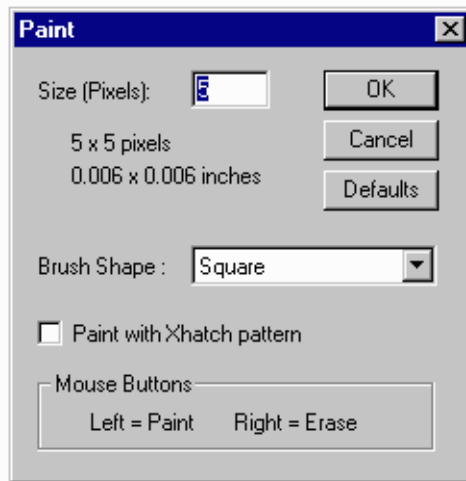 Paint
Size (Pixels): 5 OK
5 x 5 pixels Cancel
0.006 x 0.006 inches
Defaults
Brush Shape : Square
Paint with Xhatch pattern
Mouse Buttons
Left = Paint Right = Erase